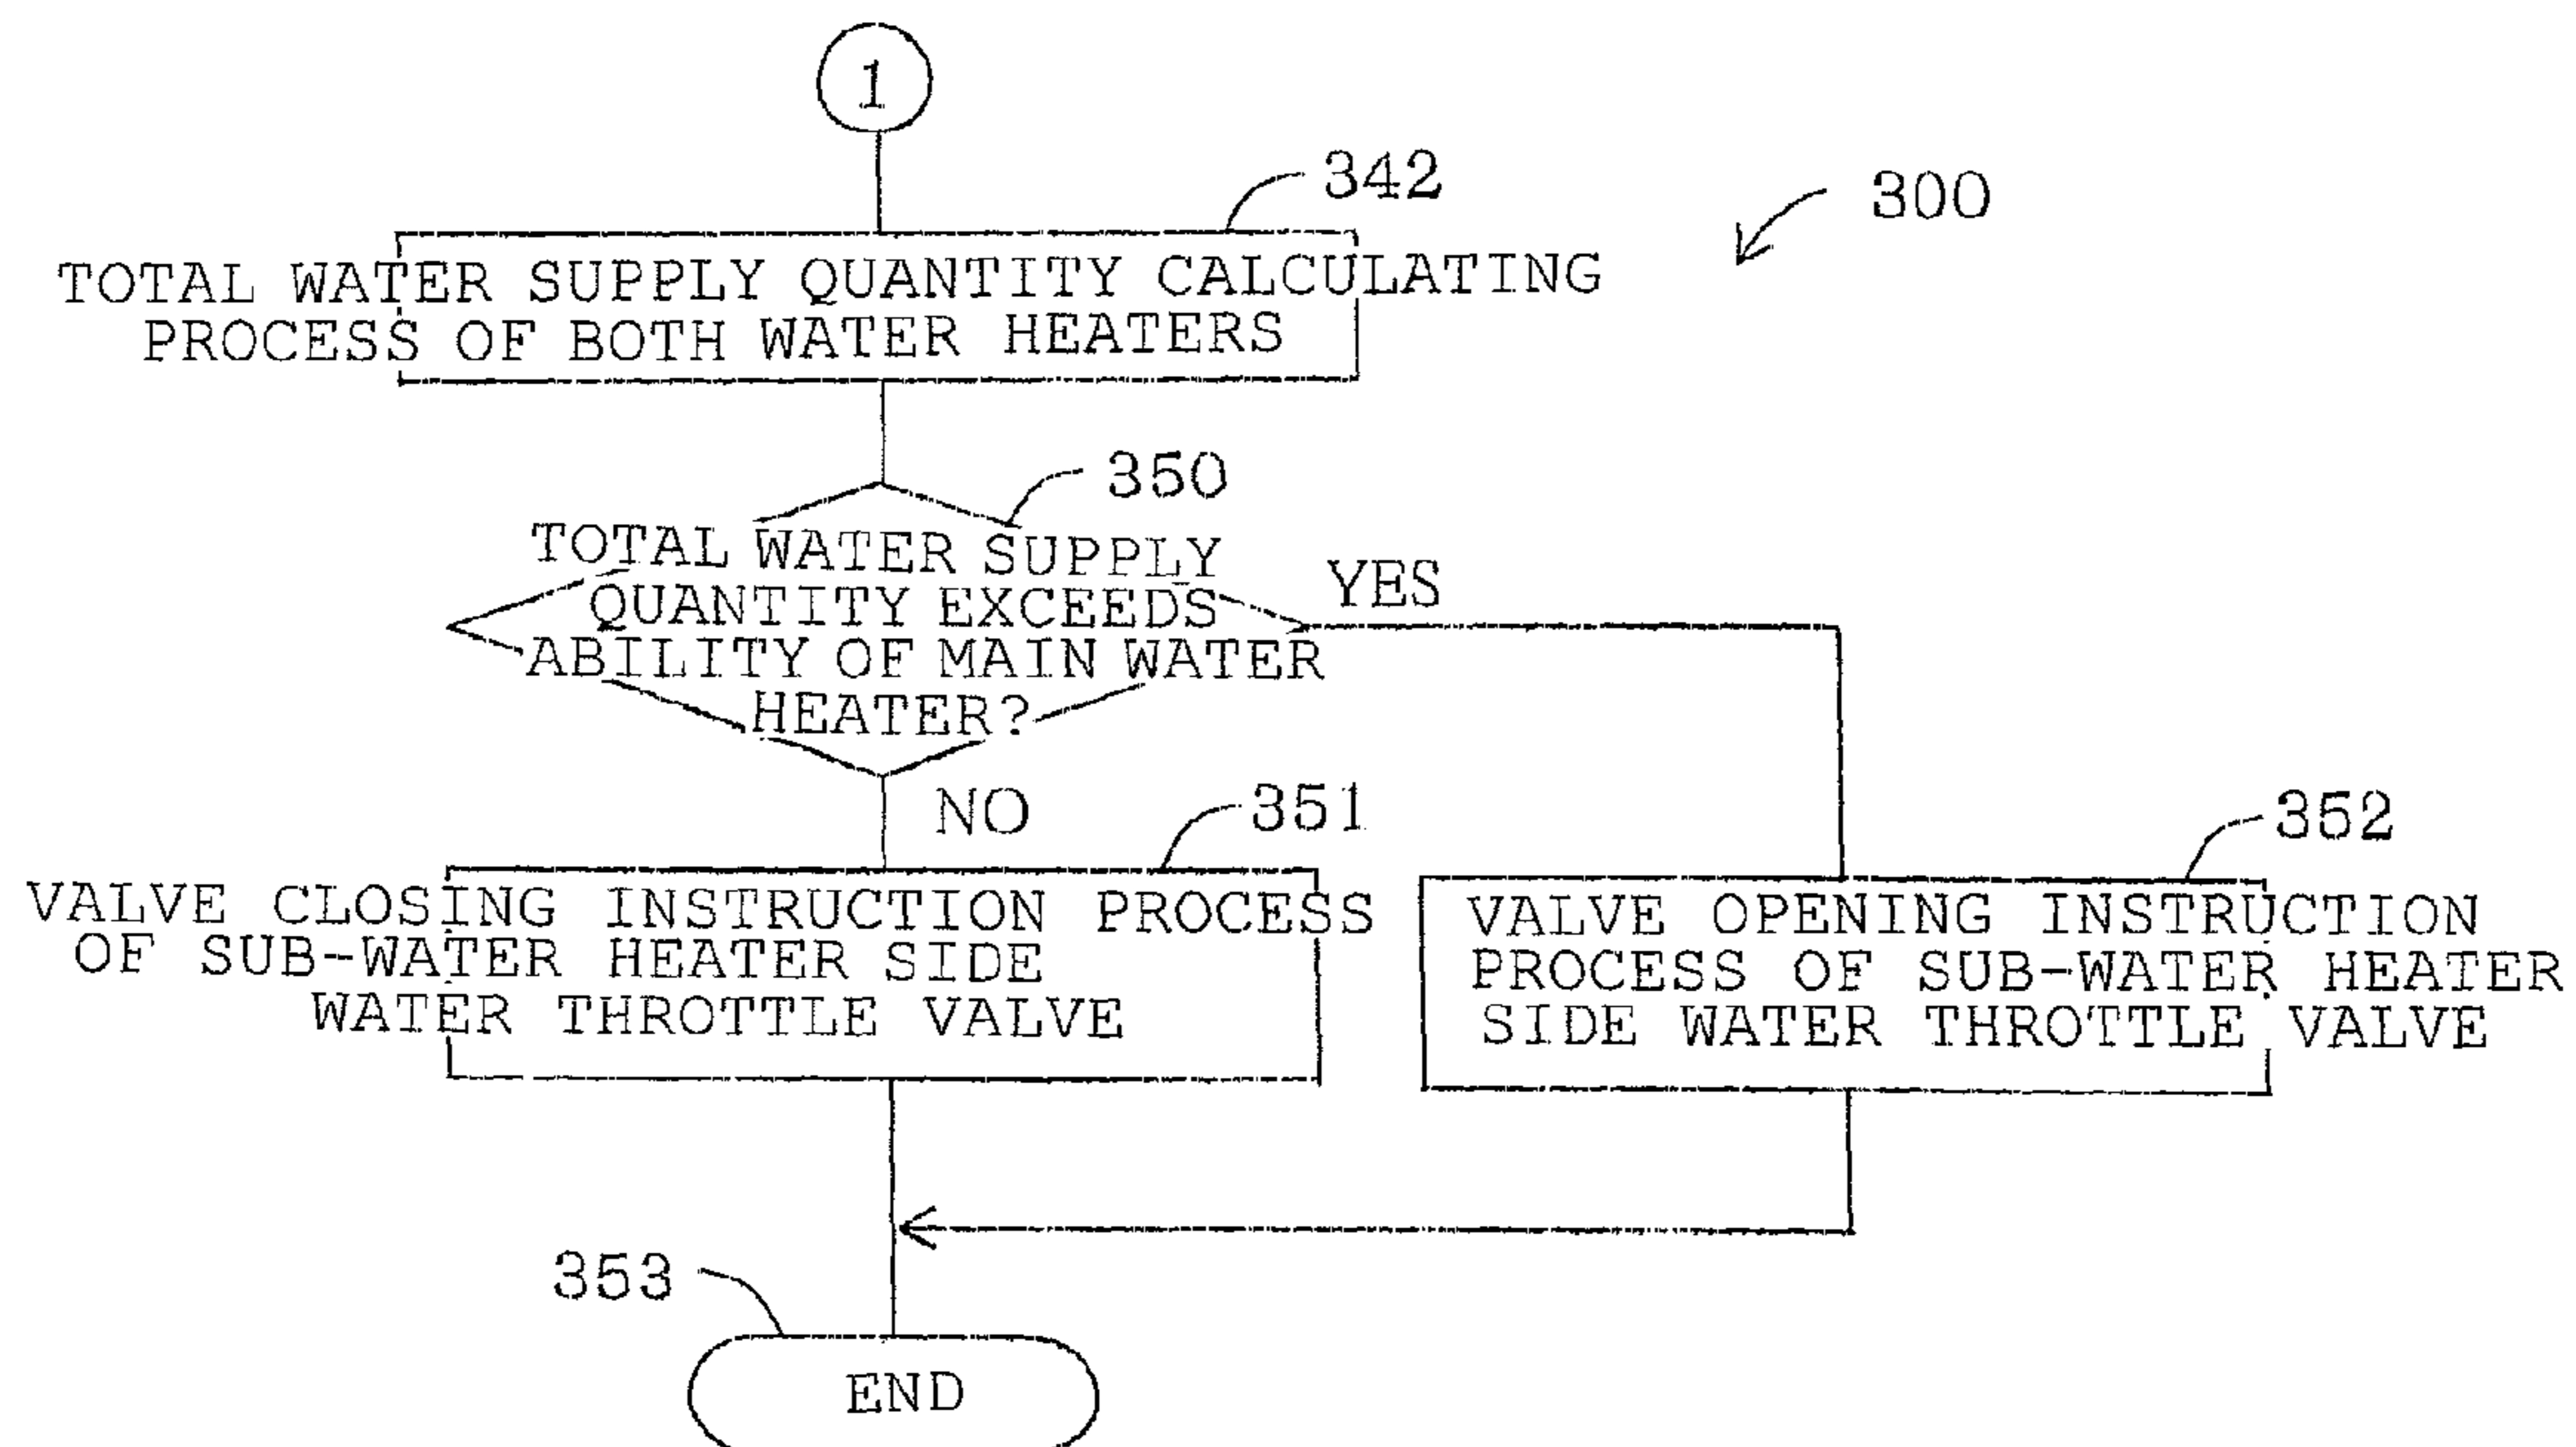 1
342
300
TOTAL WATER SUPPLY QUANTITY CALCULATING
PROCESS OF BOTH WATER HEATERS
350
TOTAL WATER SUPPLY
QUANTITY EXCEEDS
ABILITY OF MAIN WATER
HEATER?
YES
NO
351
352
VALVE CLOSING INSTRUCTION PROCESS
OF SUB-WATER HEATER SIDE
WATER THROTTLE VALVE
VALVE OPENING INSTRUCTION
PROCESS OF SUB-WATER HEATER
SIDE WATER THROTTLE VALVE
353
END